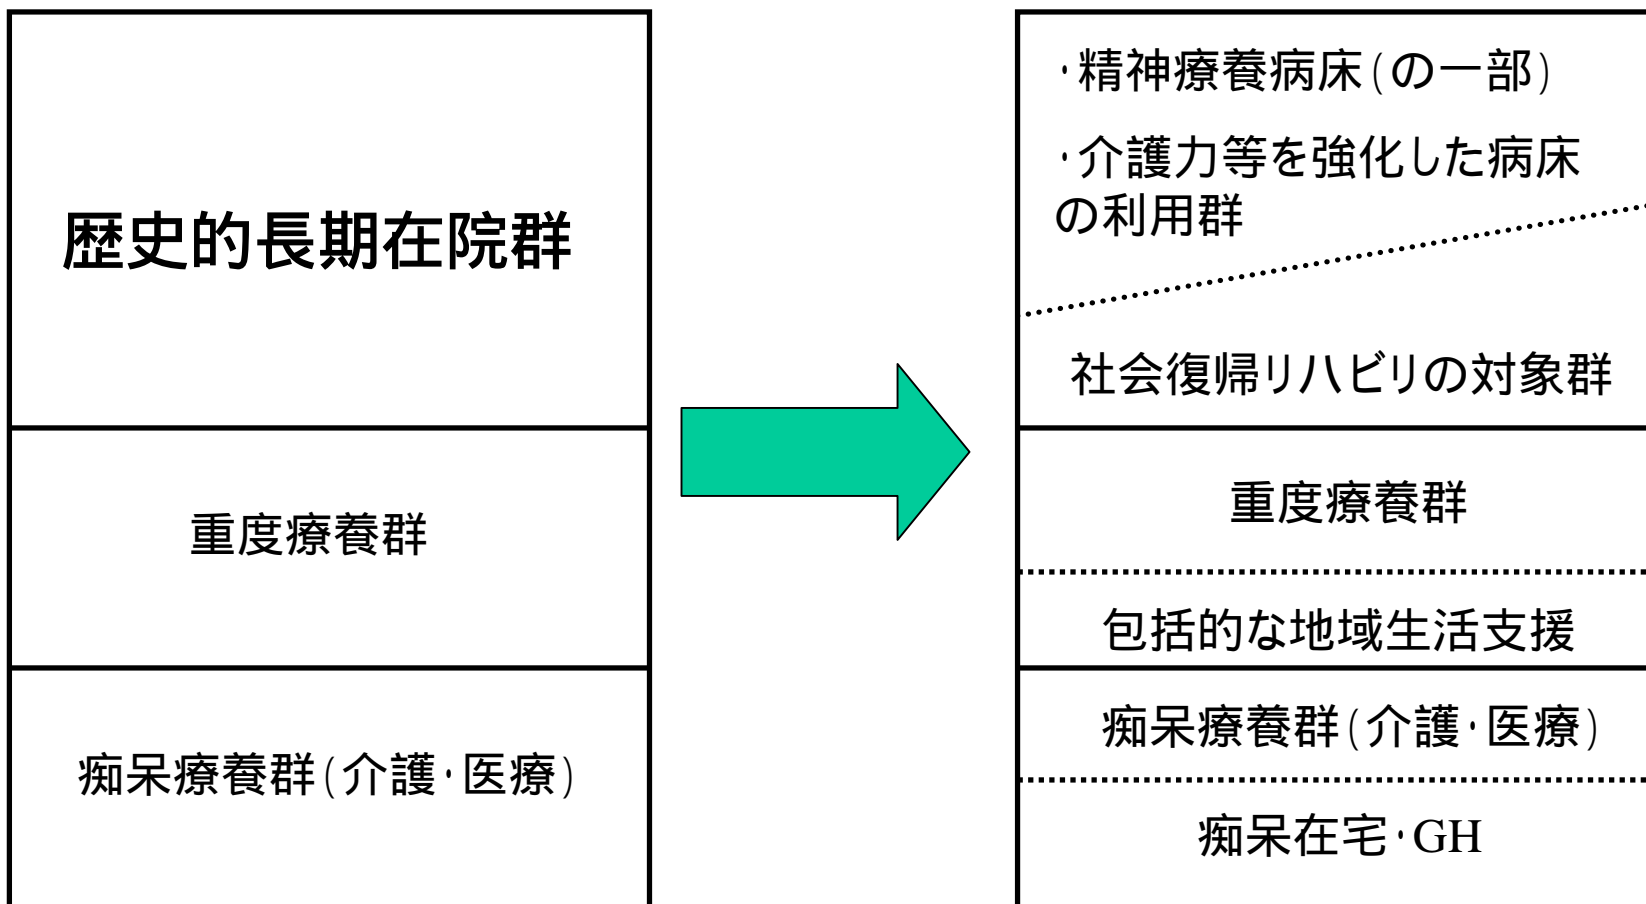 歴史的長期在院群
重度療養群
痴呆療養群(介護・医療)
・精神療養病床(の一部)
・介護力等を強化した病床
の利用群
社会復帰リハビリの対象群
重度療養群
包括的な地域生活支援
痴呆療養群(介護・医療)
痴呆在宅・GH